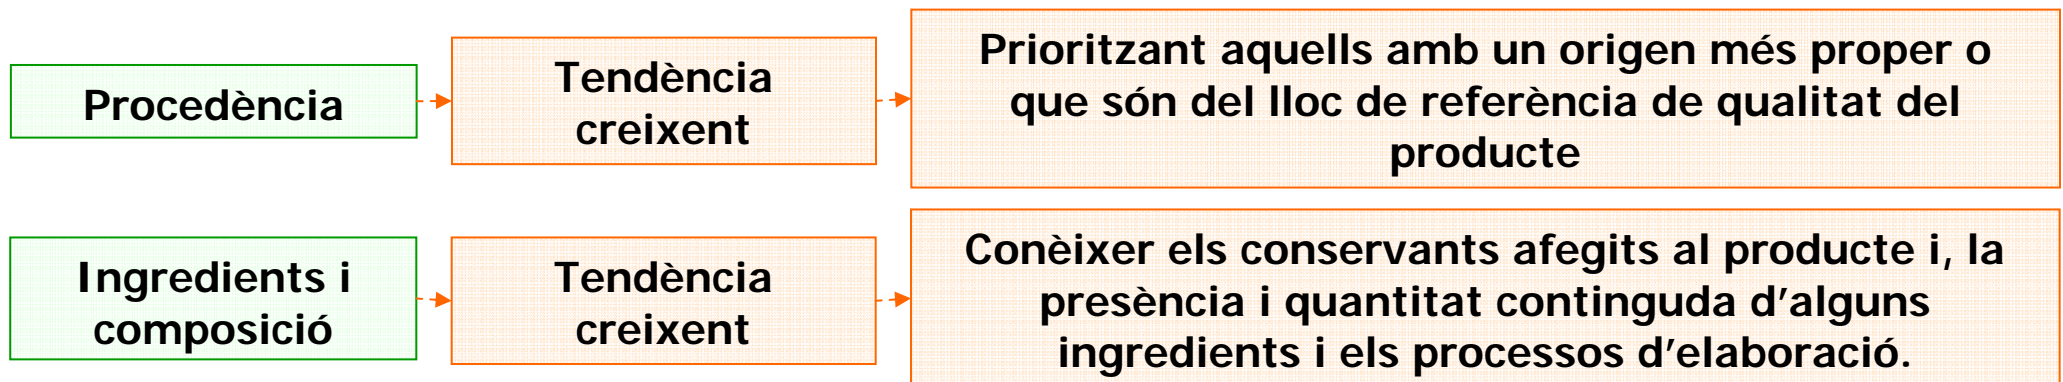 Procedència
Tendència
creixent
Prioritzant aquells amb un origen més proper o
que són del lloc de referència de qualitat del
producte
Ingredients i
composició
Tendència
creixent
Conèixer els conservants afegits al producte i, la
presència i quantitat continguda d'alguns
ingredients i els processos d'elaboració.